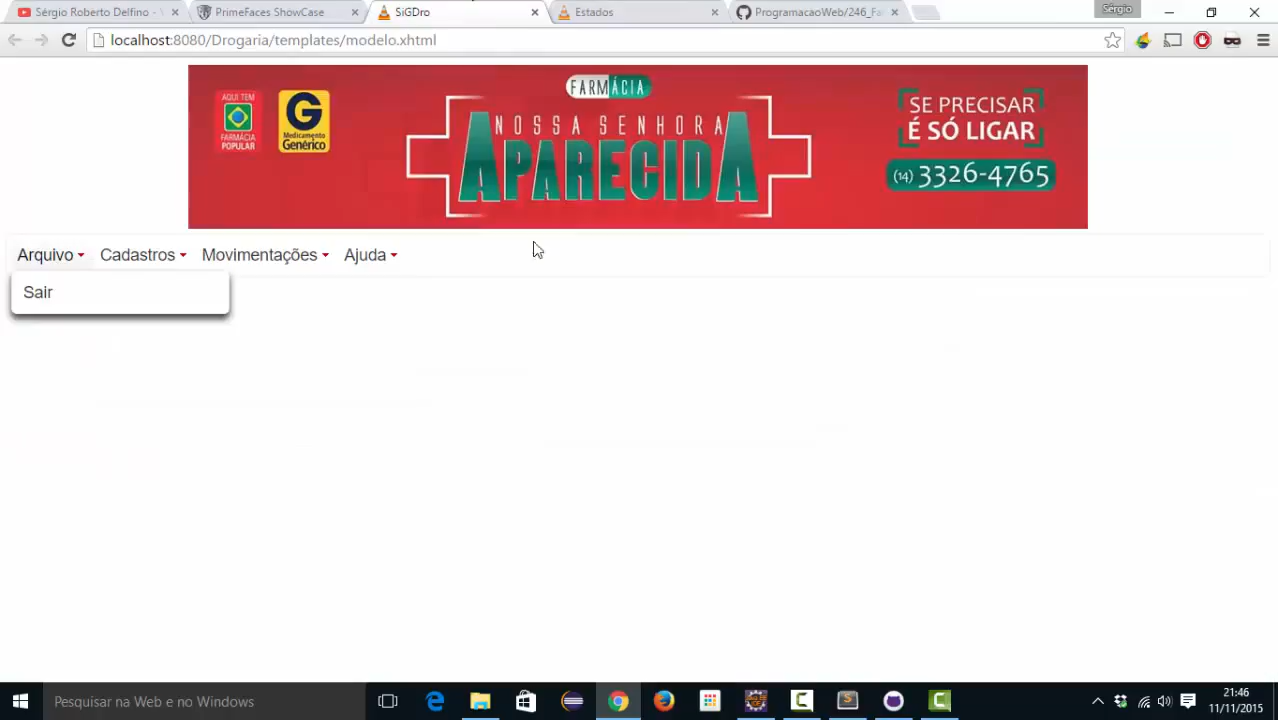 Sérgio Roberto Delfino -
PrimeFaces ShowCase
SiGDro
Estados
ProgramacaoWeb/246_Fa
Sérgio
localhost:8080/Drogaria/templates/modelo.xhtml
AQUI TEM
FARMÁCIA
POPULAR
G
Medicamento
Genérico
FARMÁCIA
NOSSA SENHORA
APARECIDA
SE PRECISAR
É SÓ LIGAR
(14) 3326-4765
Arquivo
Cadastros
Movimentações
Ajuda
Sair
Pesquisar na Web e no Windows
21:46
11/11/2015